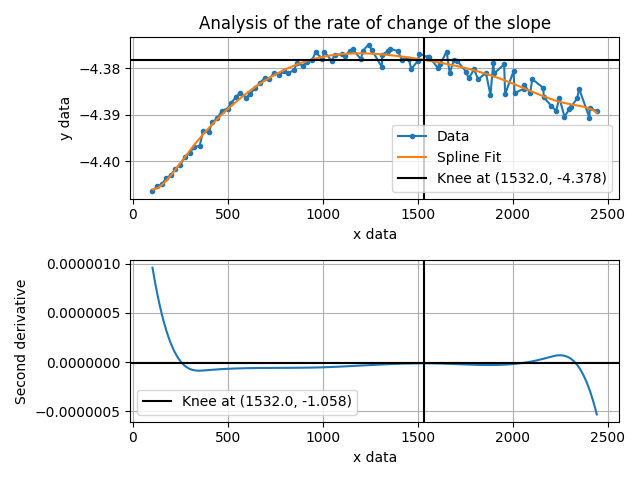 Analysis of the rate of change of the slope
−4.38
−4.39
−4.40
y data
Data
Spline Fit
Knee at (1532.0, -4.378)
0
500
1000
1500
2000
2500
x data
0.0000010
0.0000005
0.0000000
−0.0000005
Second derivative
Knee at (1532.0, -1.058)
0
500
1000
1500
2000
2500
x data